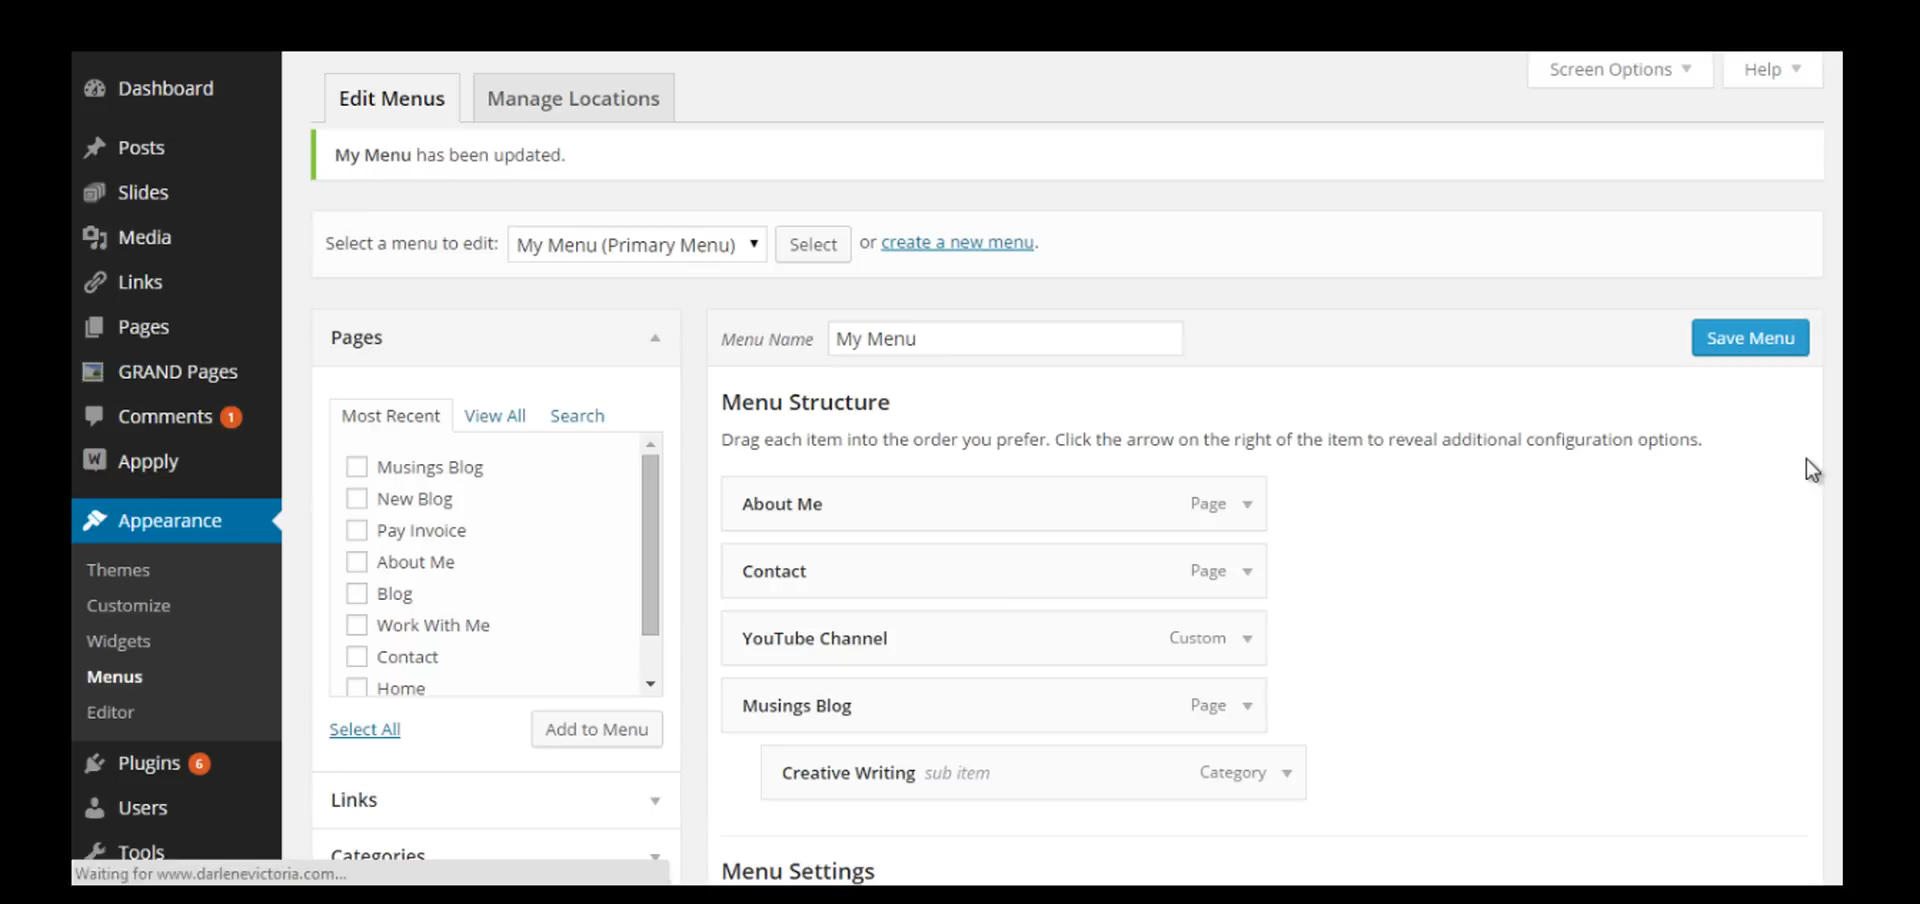 Dashboard
Posts
Slides
Media
Links
Pages
GRAND Pages
Comments 1
Appply
Appearance
Themes
Customize
Widgets
Menus
Editor
Plugins 6
Users
Tools
Waiting for www.darlenevictoria.com...
Screen Options
Help
Edit Menus
Manage Locations
My Menu has been updated.
Select a menu to edit: My Menu (Primary Menu) Select or create a new menu.
Pages
Most Recent View All Search
Musings Blog
New Blog
Pay Invoice
About Me
Blog
Work With Me
Contact
Home
Select All
Add to Menu
Links
Categories
Menu Name My Menu
Save Menu
Menu Structure
Drag each item into the order you prefer. Click the arrow on the right of the item to reveal additional configuration options.
About Me Page
Contact Page
YouTube Channel Custom
Musings Blog Page
Creative Writing sub item Category
Menu Settings